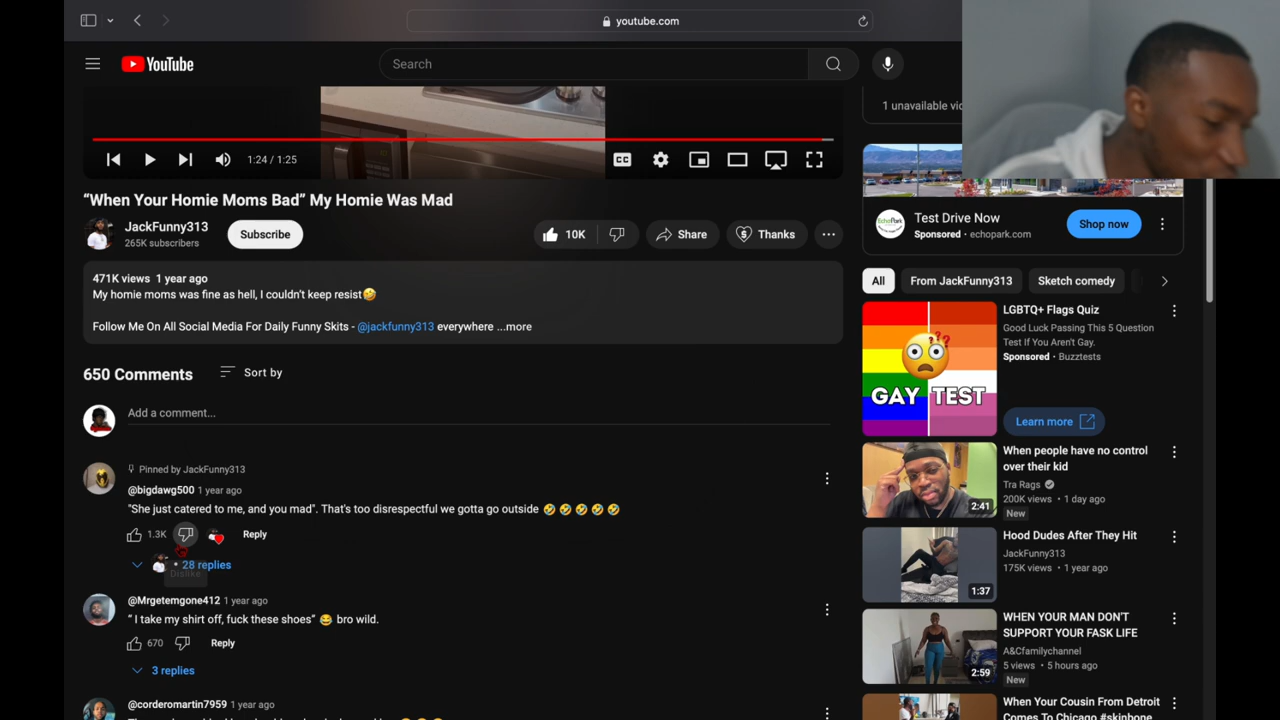 youtube.com
YouTube
Search
1:24 / 1:25
CC
“When Your Homie Moms Bad” My Homie Was Mad
JackFunny313
265K subscribers
Subscribe
10K
Share
Thanks
471K views 1 year ago
My homie moms was fine as hell, I couldn't keep resist🤣
Follow Me On All Social Media For Daily Funny Skits - @jackfunny313 everywhere ...more
650 Comments
Sort by
Add a comment...
Pinned by JackFunny313
@bigdawg500 1 year ago
"She just catered to me, and you mad". That's too disrespectful we gotta go outside 🤣 🤣 🤣 🤣 🤣
1.3K
Reply
• 28 replies
Dislike
@Mrgetemgone412 1 year ago
“ I take my shirt off, fuck these shoes” 😂 bro wild.
670
Reply
3 replies
@corderomartin7959 1 year ago
1 unavailable vid
EchoPark
Test Drive Now
Sponsored • echopark.com
Shop now
All
From JackFunny313
Sketch comedy
GAY TEST
LGBTQ+ Flags Quiz
Good Luck Passing This 5 Question
Test If You Aren't Gay.
Sponsored • Buzztests
Learn more
2:41
When people have no control
over their kid
Tra Rags
200K views • 1 day ago
New
1:37
Hood Dudes After They Hit
JackFunny313
175K views • 1 year ago
2:59
WHEN YOUR MAN DON'T
SUPPORT YOUR FASK LIFE
A&Cfamilychannel
5 views • 5 hours ago
New
When Your Cousin From Detroit
Comes To Chicago #skinbone